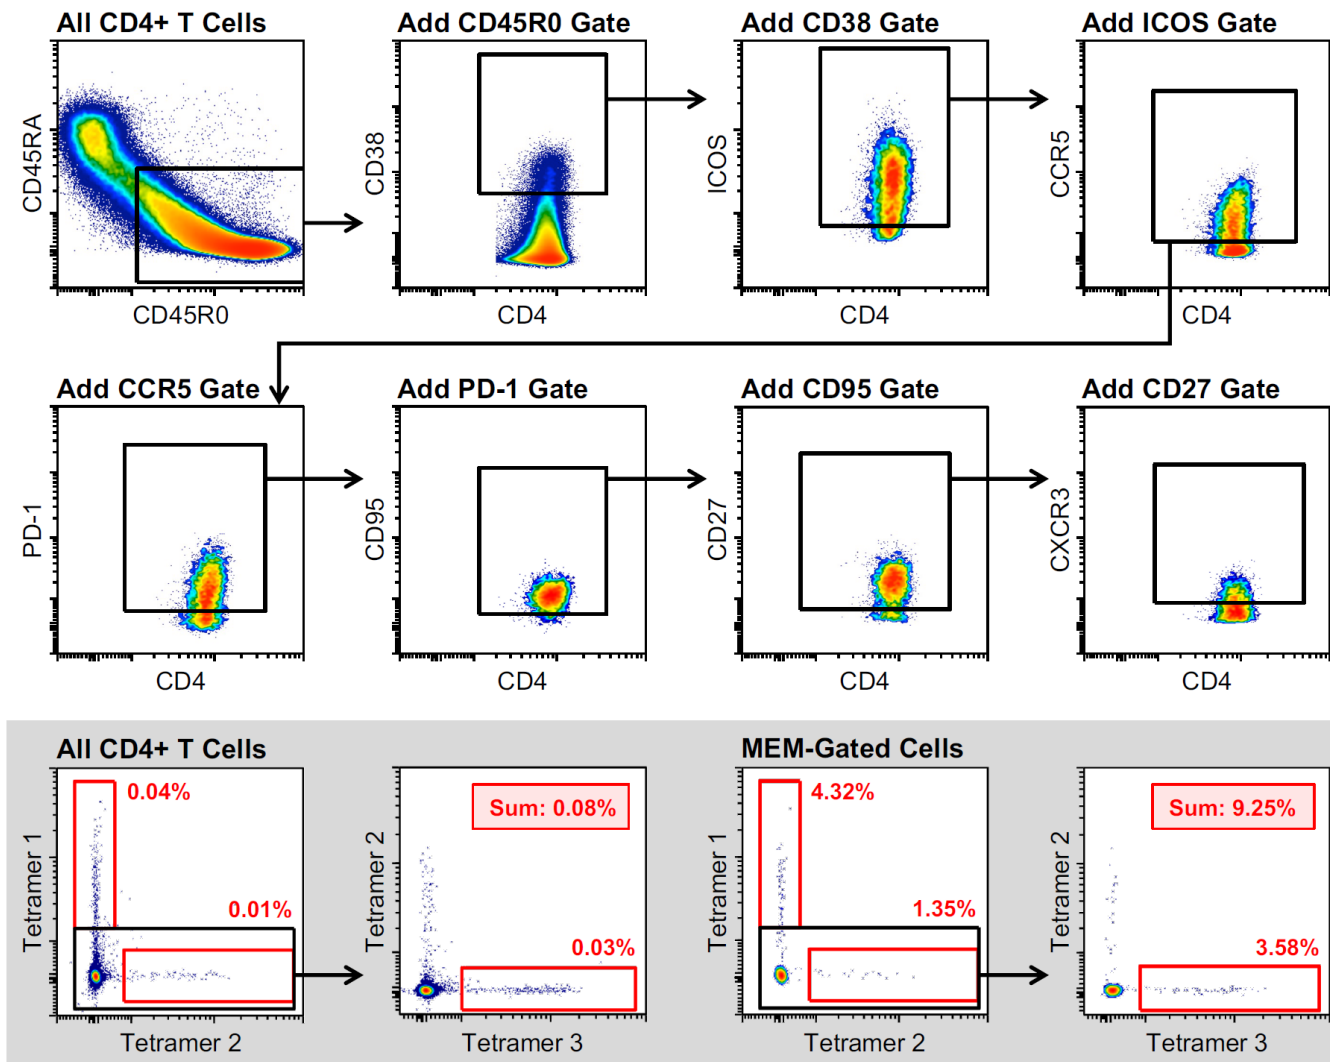 All CD4+ T Cells
Add CD45R0 Gate
Add CD38 Gate
Add ICOS Gate
CD45RA
CD45R0
CD38
CD4
ICOS
CD4
CCR5
CD4
Add CCR5 Gate
Add PD-1 Gate
Add CD95 Gate
Add CD27 Gate
PD-1
CD4
CD95
CD4
CD27
CD4
CXCR3
CD4
All CD4+ T Cells
MEM-Gated Cells
0.04%
0.01%
Tetramer 1
Tetramer 2
Sum: 0.08%
0.03%
Tetramer 2
Tetramer 3
4.32%
1.35%
Tetramer 1
Tetramer 2
Sum: 9.25%
3.58%
Tetramer 2
Tetramer 3